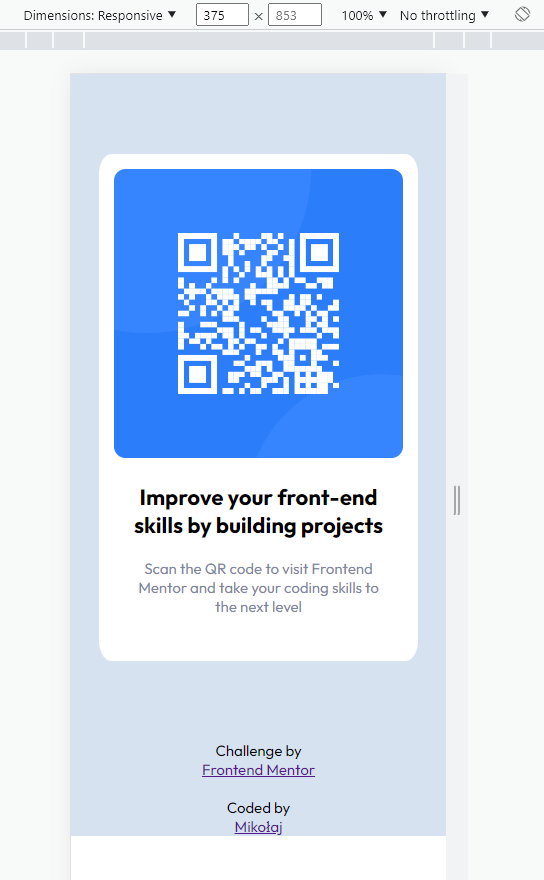 Dimensions: Responsive ▼ 375 × 853 100% ▼ No throttling ▼
Improve your front-end
skills by building projects
Scan the QR code to visit Frontend
Mentor and take your coding skills to
the next level
Challenge by
Frontend Mentor
Coded by
Mikołaj